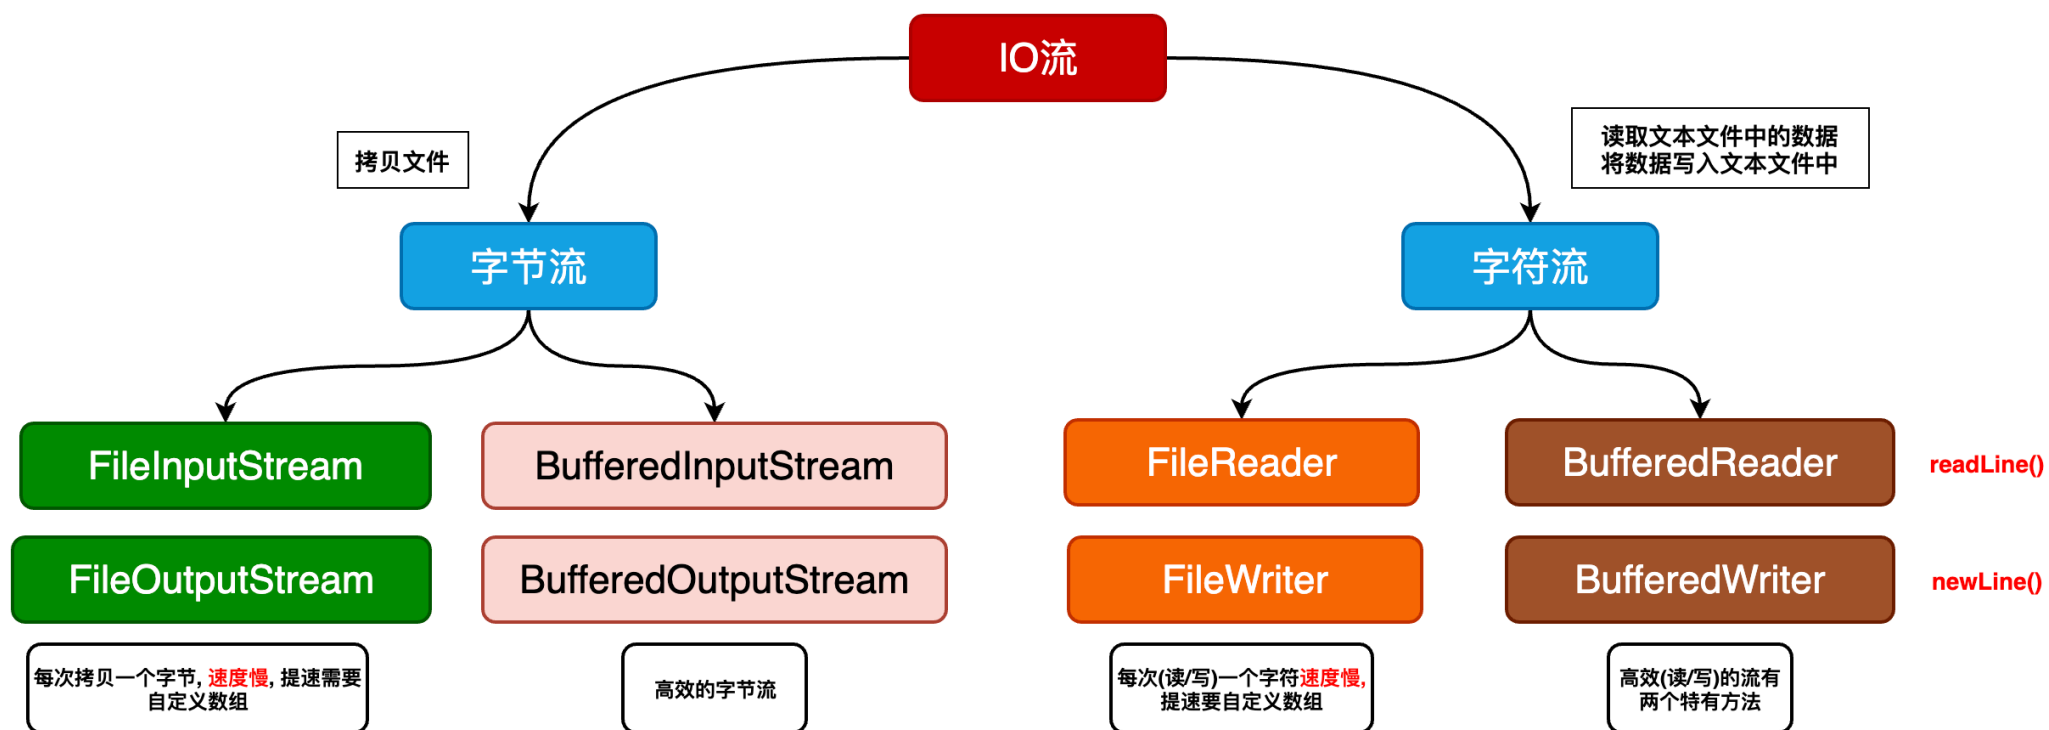 IO流
拷贝文件
读取文本文件中的数据
将数据写入文本文件中
字节流
字符流
FileInputStream
BufferedInputStream
FileReader
BufferedReader
readLine()
FileOutputStream
BufferedOutputStream
FileWriter
BufferedWriter
newLine()
每次拷贝一个字节, 速度慢, 提速需要
自定义数组
高效的字节流
每次(读/写)一个字符速度慢,
提速要自定义数组
高效(读/写)的流有
两个特有方法